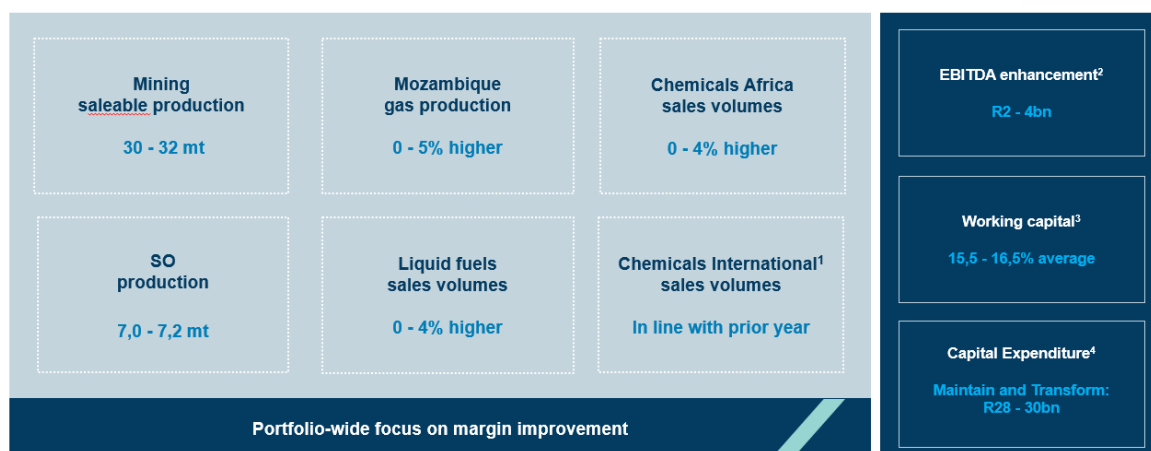 Mining
saleable production
30 - 32 mt
Mozambique
gas production
0 - 5% higher
Chemicals Africa
sales volumes
0 - 4% higher
SO
production
7,0 - 7,2 mt
Liquid fuels
sales volumes
0 - 4% higher
Chemicals International¹
sales volumes
In line with prior year
Portfolio-wide focus on margin improvement
EBITDA enhancement²
R2 - 4bn
Working capital³
15,5 - 16,5% average
Capital Expenditure⁴
Maintain and Transform:
R28 - 30bn